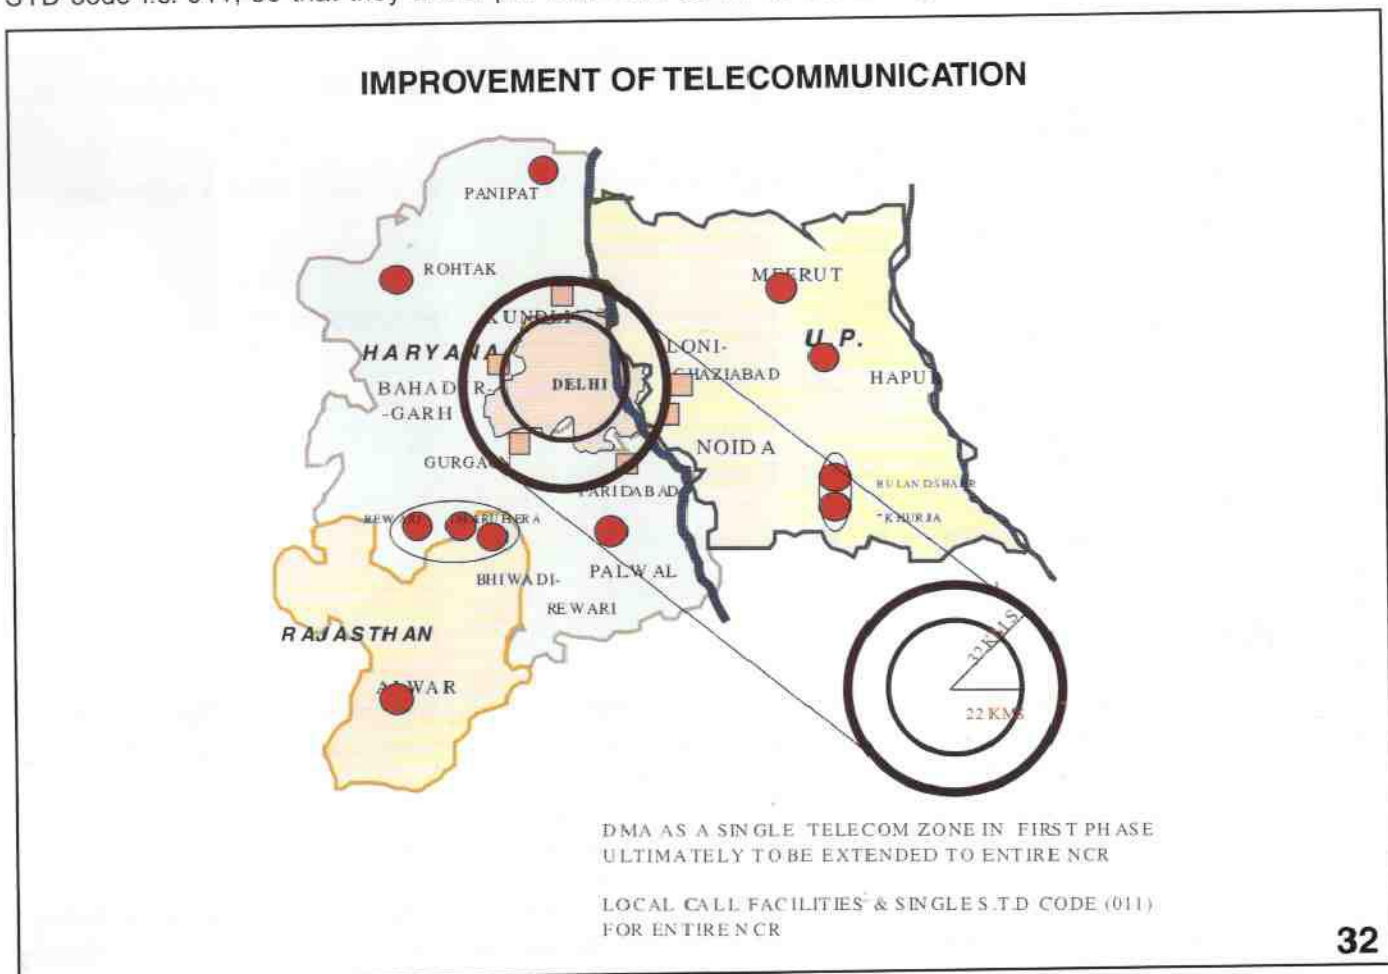 IMPROVEMENT OF TELECOMMUNICATION
PANIPAT
ROHTAK
MEERUT
KUNDLI
U.P.
HARYANA
LONI-
GHAZIABAD
DELHI
HAPUR
BAHADUR-
-GARH
NOIDA
GURGAON
FARIDABAD
BULANDSHAHR
KHURJA
REWARI
DHARUHERA
BHIWADI-
PALWAL
REWARI
RAJASTHAN
ALWAR
32 KMS
22 KMS
DMA AS A SINGLE TELECOM ZONE IN FIRST PHASE
ULTIMATELY TO BE EXTENDED TO ENTIRE NCR
LOCAL CALL FACILITIES & SINGLE S.T.D CODE (011)
FOR ENTIRE NCR
32